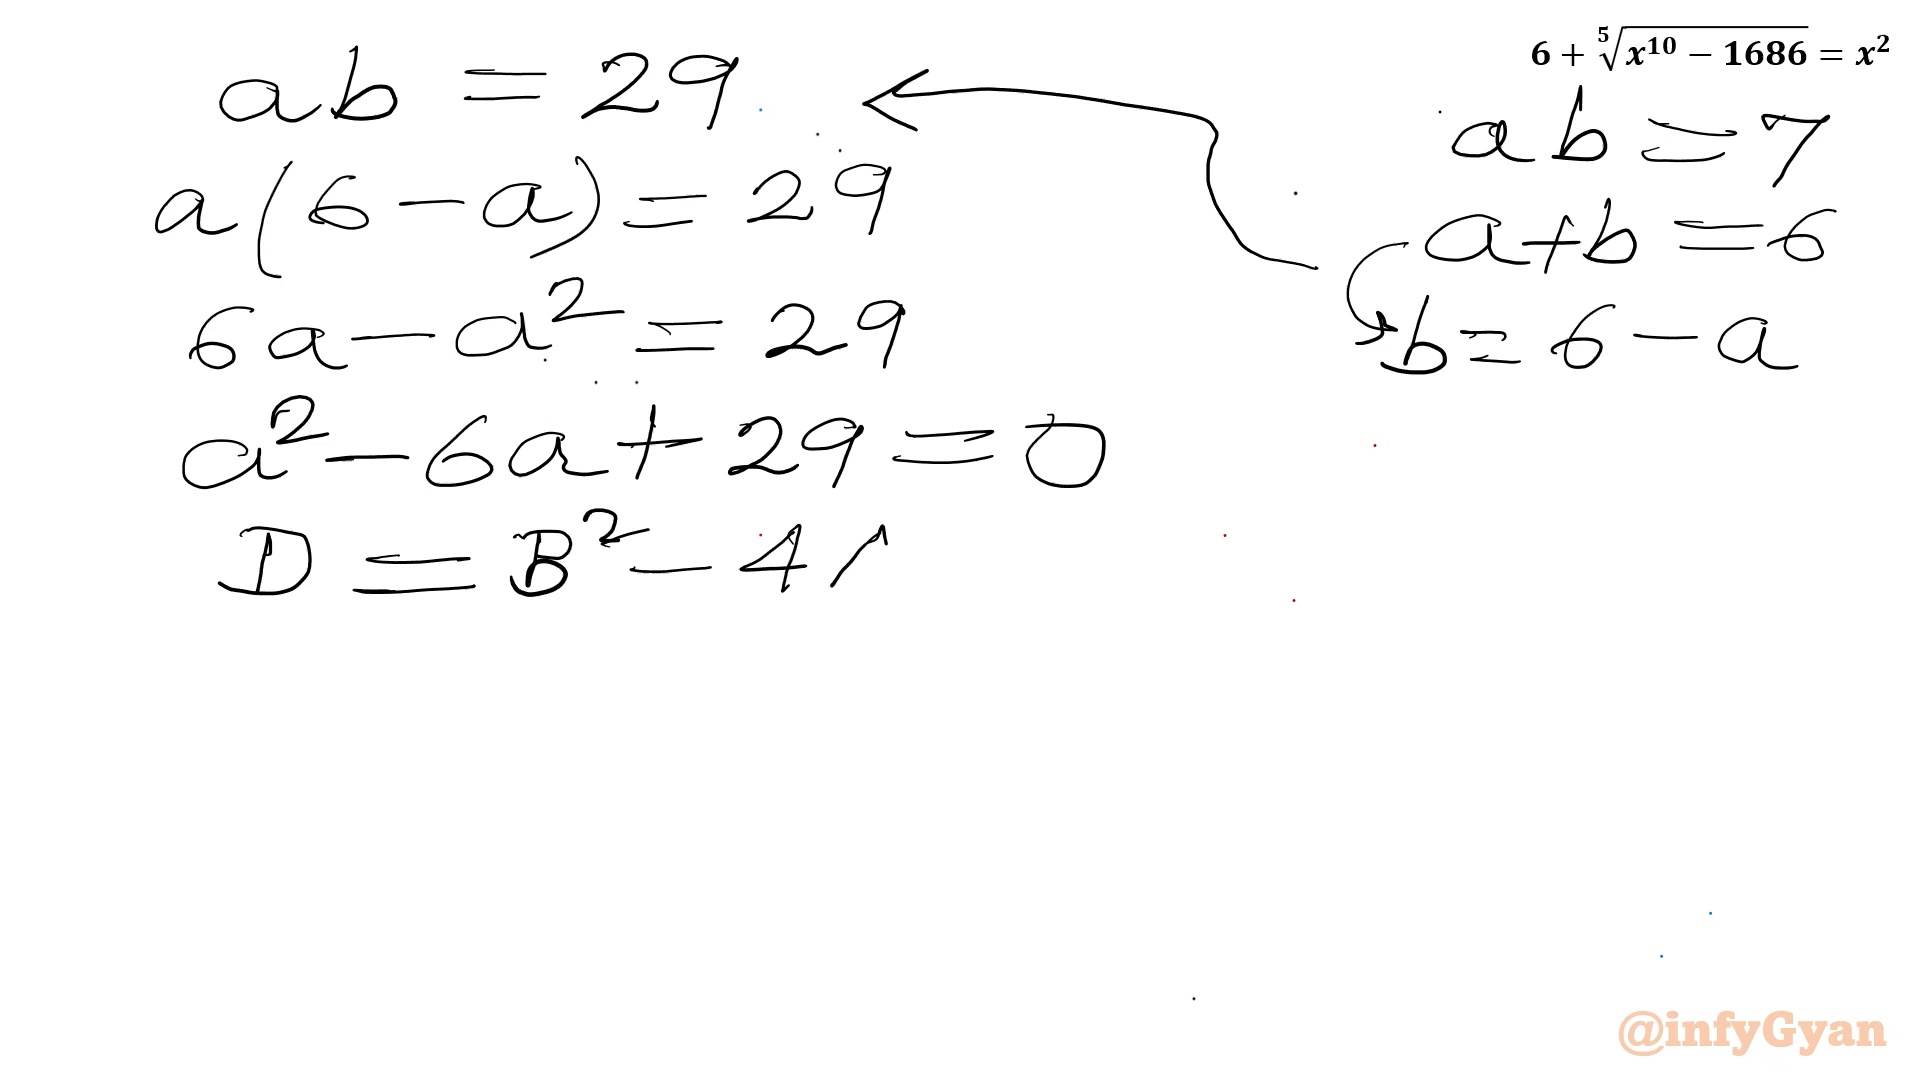 6 + ⁵√(x¹⁰ − 1686) = x²
ab = 29
a(6 − a) = 29
6a − a² = 29
a² − 6a + 29 = 0
D = B² − 4
ab = 7
a + b = 6
b = 6 − a
@infyGyan